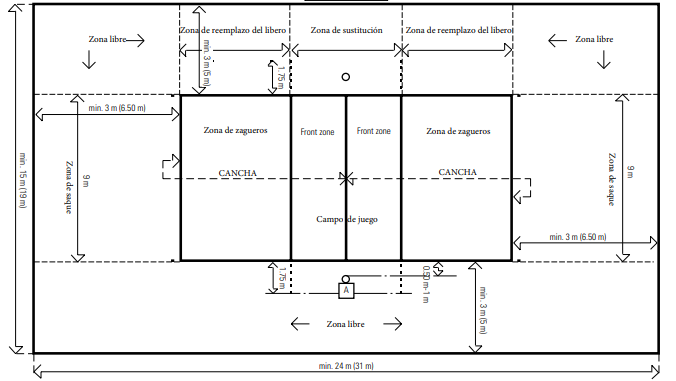 Zona de reemplazo del libero
Zona de sustitución
Zona de reemplazo del libero
Zona libre
Zona libre
min. 3 m (5 m)
1.75 m
min. 3 m (6.50 m)
Zona de zagueros
Front zone
Front zone
Zona de zagueros
min. 15 m (19 m)
Zona de saque
9 m
CANCHA
CANCHA
Zona de saque
9 m
Campo de juego
min. 3 m (6.50 m)
1.75 m
0.50 m-1 m
A
min. 3 m (5 m)
Zona libre
min. 24 m (31 m)